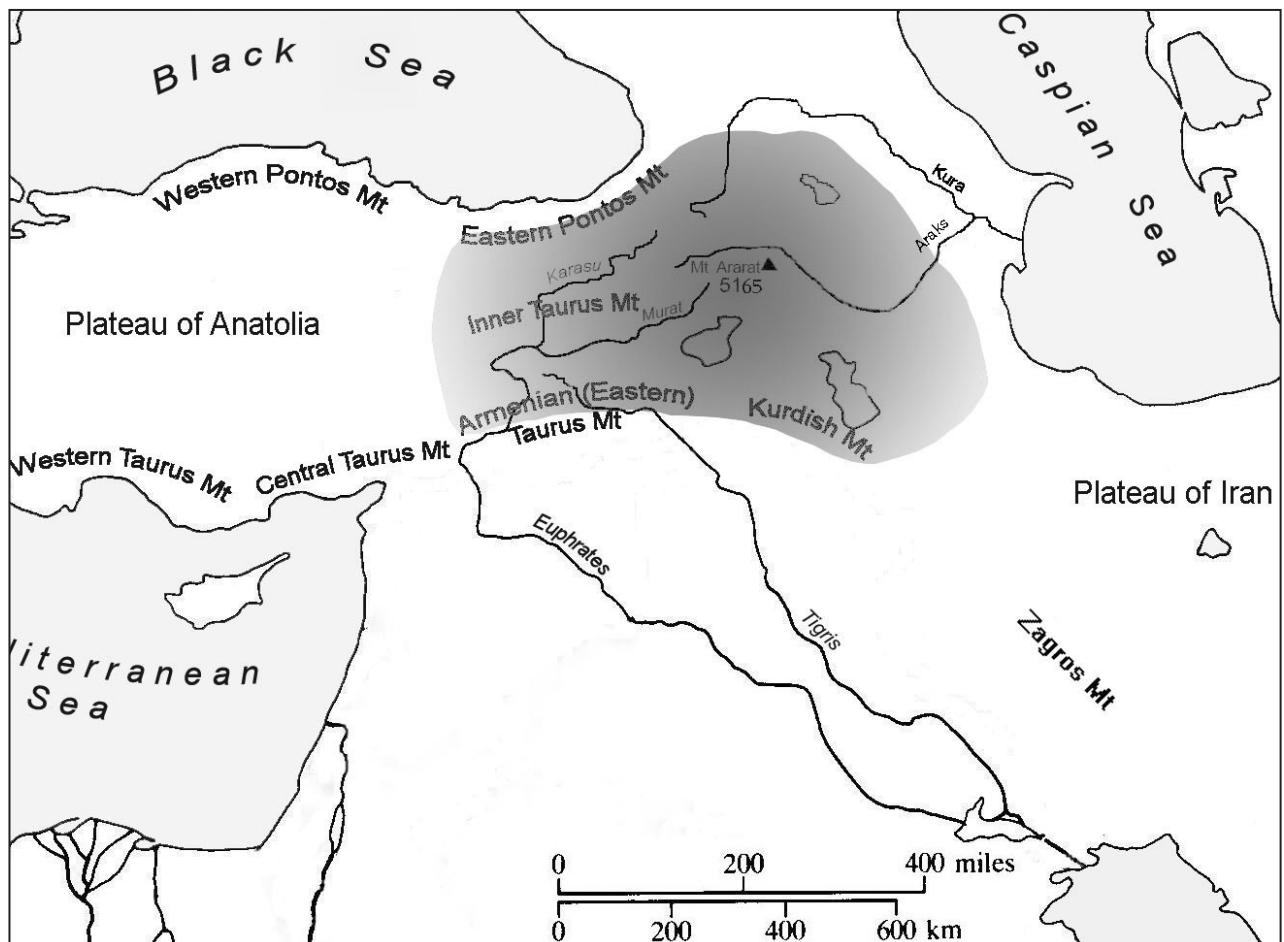 Black Sea
Caspian Sea
Western Pontos Mt
Eastern Pontos Mt
Kura
Araks
Karasu
Mt Ararat
5165
Inner Taurus Mt
Murat
Plateau of Anatolia
Armenian (Eastern)
Taurus Mt
Kurdish Mt
Western Taurus Mt
Central Taurus Mt
Plateau of Iran
Euphrates
Tigris
Zagros Mt
diterranean
Sea
0 200 400 miles
0 200 400 600 km